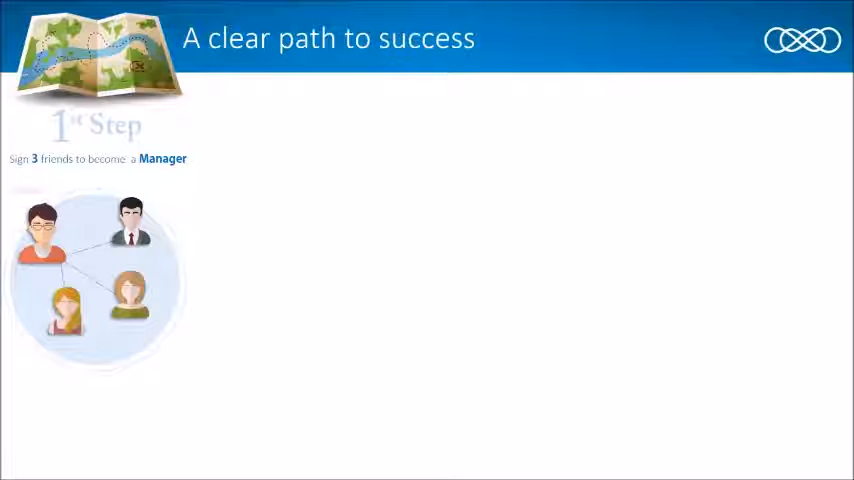 A clear path to success
1st Step
Sign 3 friends to become a Manager